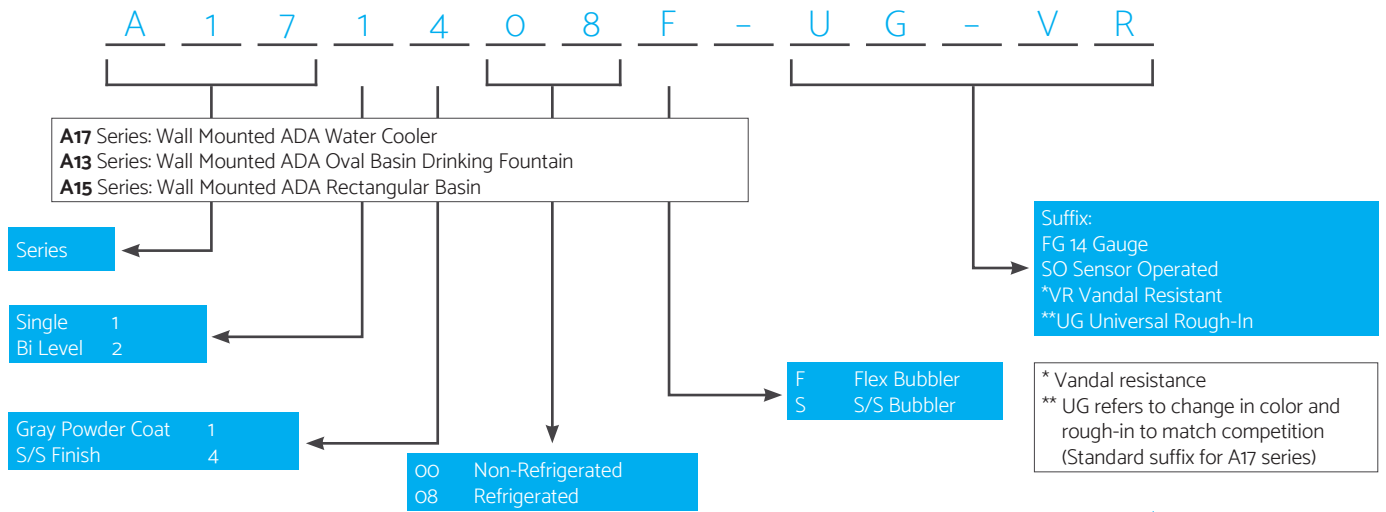 A 1 7 1 4 0 8 F – U G – V R
A17 Series: Wall Mounted ADA Water Cooler
A13 Series: Wall Mounted ADA Oval Basin Drinking Fountain
A15 Series: Wall Mounted ADA Rectangular Basin
Series
Single 1
Bi Level 2
Gray Powder Coat 1
S/S Finish 4
00 Non-Refrigerated
08 Refrigerated
F Flex Bubbler
S S/S Bubbler
Suffix:
FG 14 Gauge
SO Sensor Operated
*VR Vandal Resistant
**UG Universal Rough-In
* Vandal resistance
** UG refers to change in color and
rough-in to match competition
(Standard suffix for A17 series)